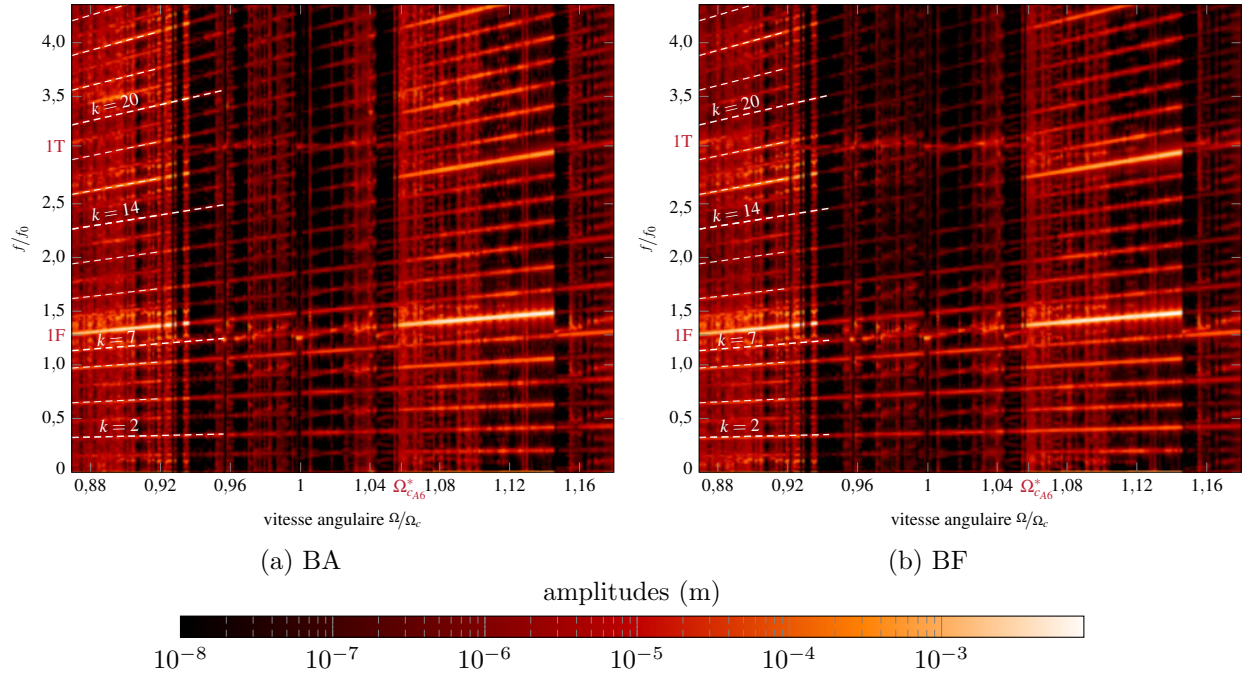 4,0
3,5
1T
2,5
2,0
1,5
1F
1,0
0,5
0
f/f₀
k = 20
k = 14
k = 7
k = 2
0,88 0,92 0,96 1 1,04 Ω*cA6 1,08 1,12 1,16
vitesse angulaire Ω/Ωc
(a) BA
4,0
3,5
1T
2,5
2,0
1,5
1F
1,0
0,5
0
f/f₀
k = 20
k = 14
k = 7
k = 2
0,88 0,92 0,96 1 1,04 Ω*cA6 1,08 1,12 1,16
vitesse angulaire Ω/Ωc
(b) BF
amplitudes (m)
10⁻⁸ 10⁻⁷ 10⁻⁶ 10⁻⁵ 10⁻⁴ 10⁻³